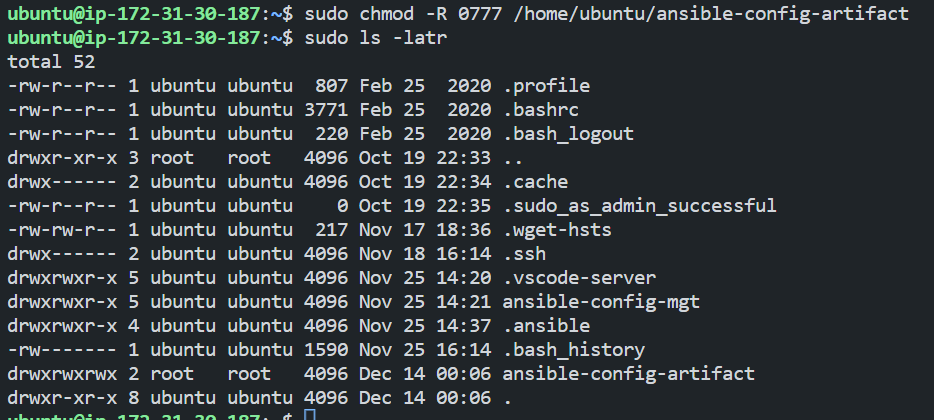 ubuntu@ip-172-31-30-187:~$ sudo chmod -R 0777 /home/ubuntu/ansible-config-artifact
ubuntu@ip-172-31-30-187:~$ sudo ls -latr
total 52
-rw-r--r-- 1 ubuntu ubuntu  807 Feb 25  2020 .profile
-rw-r--r-- 1 ubuntu ubuntu 3771 Feb 25  2020 .bashrc
-rw-r--r-- 1 ubuntu ubuntu  220 Feb 25  2020 .bash_logout
drwxr-xr-x 3 root   root   4096 Oct 19 22:33 ..
drwx------ 2 ubuntu ubuntu 4096 Oct 19 22:34 .cache
-rw-r--r-- 1 ubuntu ubuntu    0 Oct 19 22:35 .sudo_as_admin_successful
-rw-rw-r-- 1 ubuntu ubuntu  217 Nov 17 18:36 .wget-hsts
drwx------ 2 ubuntu ubuntu 4096 Nov 18 16:14 .ssh
drwxrwxr-x 5 ubuntu ubuntu 4096 Nov 25 14:20 .vscode-server
drwxrwxr-x 5 ubuntu ubuntu 4096 Nov 25 14:21 ansible-config-mgt
drwxrwxr-x 4 ubuntu ubuntu 4096 Nov 25 14:37 .ansible
-rw------- 1 ubuntu ubuntu 1590 Nov 25 16:14 .bash_history
drwxrwxrwx 2 root   root   4096 Dec 14 00:06 ansible-config-artifact
drwxr-xr-x 8 ubuntu ubuntu 4096 Dec 14 00:06 .
ubuntu@ip-172-31-30-187:~$